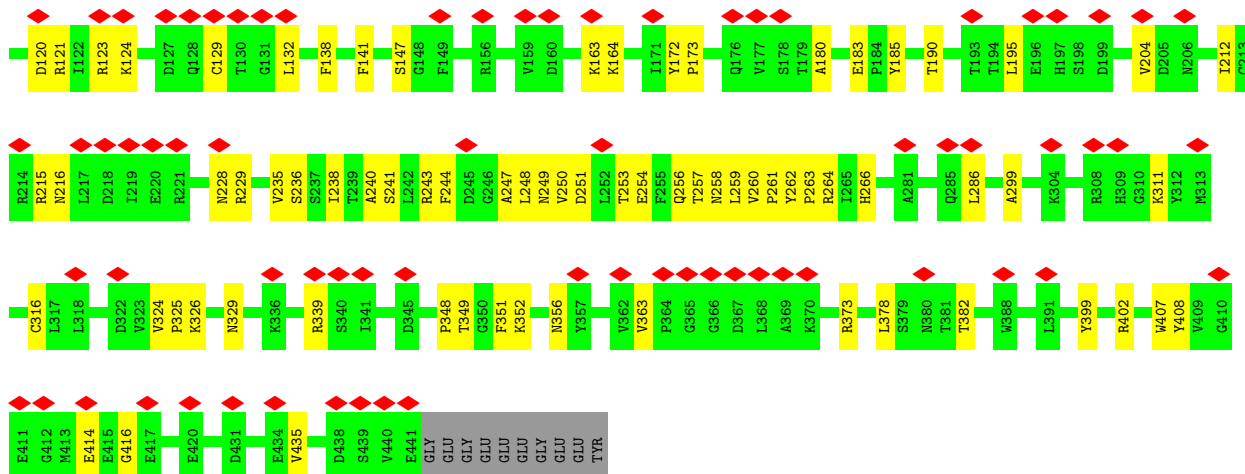 D120 R121 I122 R123 K124 D127 Q128 C129 T130 G131 L132 F138 F141 S147 G148 F149 R156 V159 D160 K163 K164 I171 Y172 P173 Q176 V177 S178 T179 A180 E183 P184 Y185 T190 T193 T194 L195 E196 H197 S198 D199 V204 D205 N206 I212 C213
R214 R215 N216 L217 D218 I219 E220 R221 N228 R229 V235 S236 S237 I238 T239 A240 S241 L242 R243 F244 D245 G246 A247 L248 N249 V250 D251 L252 T253 E254 F255 Q256 T257 N258 L259 V260 P261 Y262 P263 R264 I265 H266 A281 Q285 L286 A299 K304 R308 H309 G310 K311 Y312 M313
C316 L317 L318 D322 V323 V324 P325 K326 N329 K336 R339 S340 I341 D345 P348 T349 G350 F351 K352 N356 Y357 V362 V363 P364 G365 G366 D367 L368 A369 K370 R373 L378 S379 N380 T381 T382 W388 L391 Y399 R402 W407 Y408 V409 G410
E411 G412 M413 E414 E415 G416 E417 E420 D431 E434 V435 D438 S439 V440 E441 GLY GLU GLY GLU GLU GLU GLY GLU GLU TYR